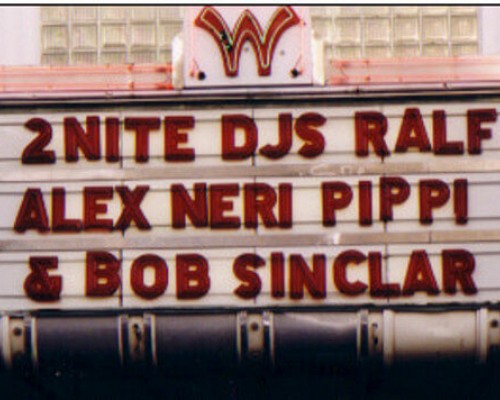 W
2NITE DJS RALF
ALEX NERI PIPPI
& BOB SINCLAR